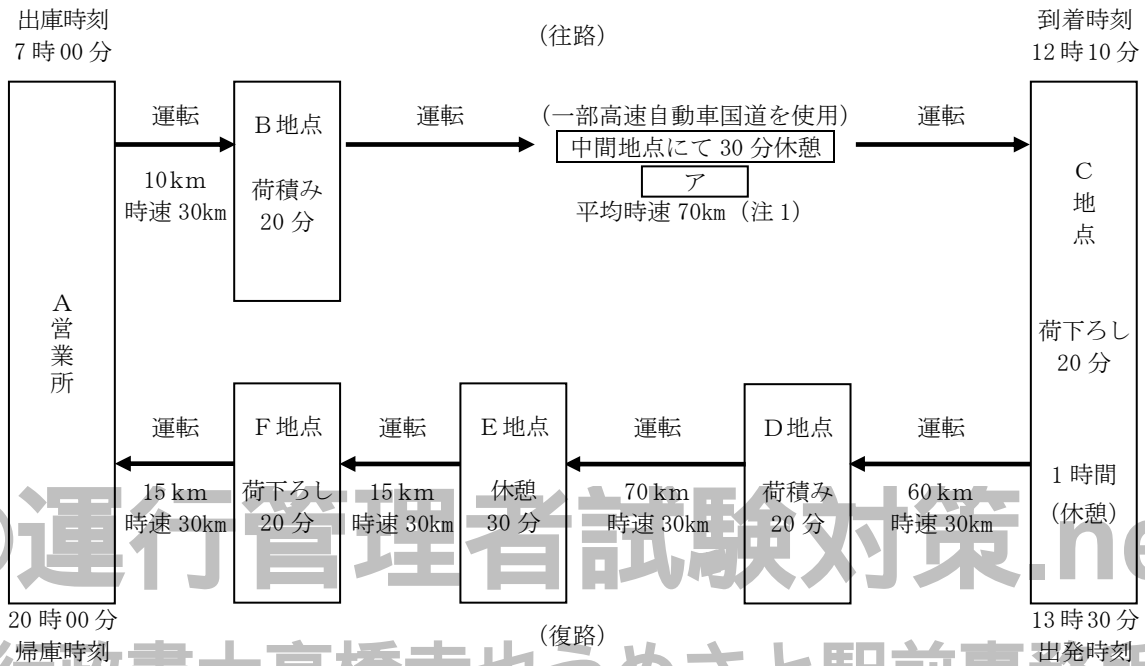 出庫時刻
7時00分
(往路)
到着時刻
12時10分
運転
10km
時速30km
B地点
荷積み
20分
運転
(一部高速自動車国道を使用)
中間地点にて30分休憩
ア
平均時速70km(注1)
運転
C地点
荷下ろし
20分
1時間
(休憩)
A営業所
運転
15km
時速30km
F地点
荷下ろし
20分
運転
15km
時速30km
E地点
休憩
30分
運転
70km
時速30km
D地点
荷積み
20分
運転
60km
時速30km
20時00分
帰庫時刻
(復路)
13時30分
出発時刻
運行管理者試験対策.ne